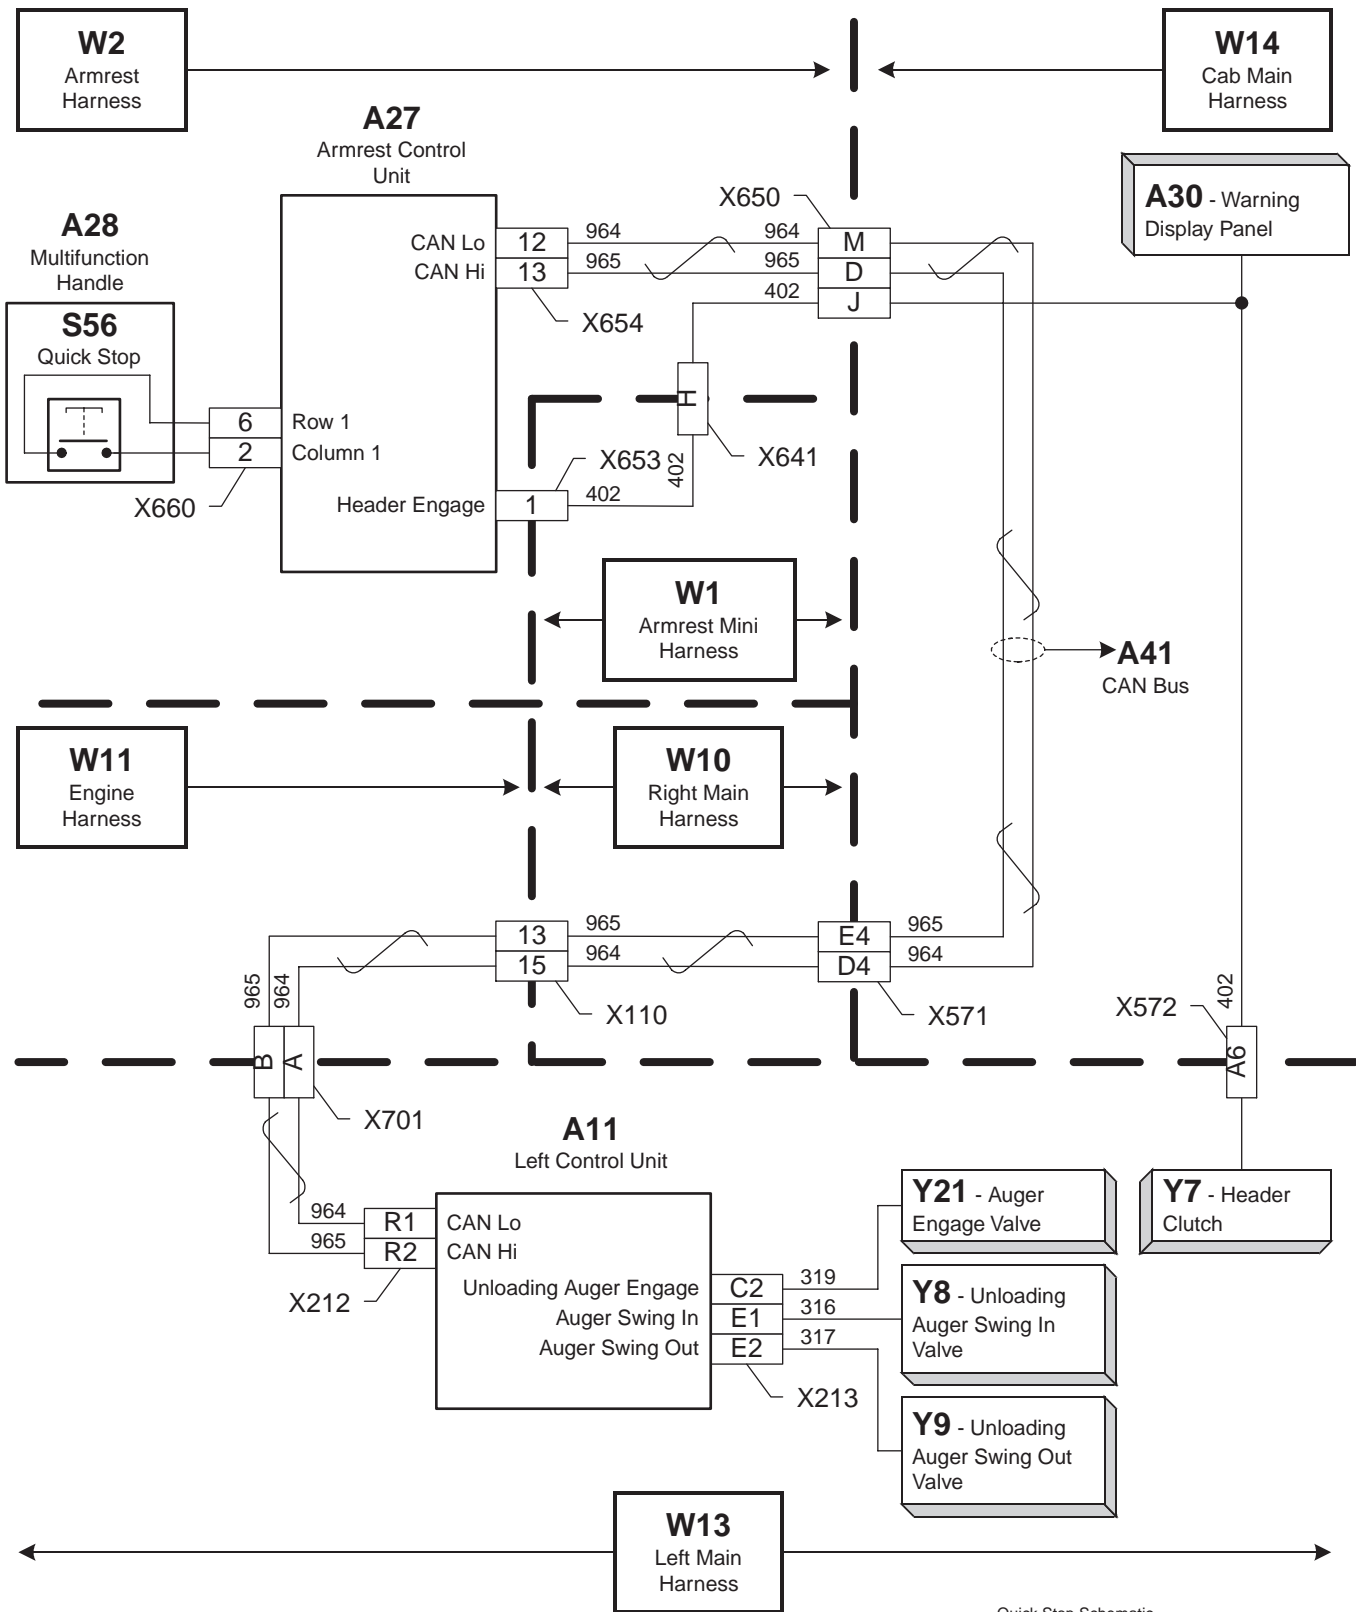 W2
Armrest
Harness
W14
Cab Main
Harness
A27
Armrest Control
Unit
A30 - Warning
Display Panel
X650
A28
Multifunction
Handle
CAN Lo
12
964
964
M
CAN Hi
13
965
965
D
402
J
X654
S56
Quick Stop
H
X641
6
Row 1
2
Column 1
X660
X653
402
Header Engage
1
402
W1
Armrest Mini
Harness
A41
CAN Bus
W11
Engine
Harness
W10
Right Main
Harness
13
965
E4
965
15
964
D4
964
965
964
X110
X571
X572
402
B
A
A6
X701
A11
Left Control Unit
Y21 - Auger
Engage Valve
Y7 - Header
Clutch
964
R1
CAN Lo
965
R2
CAN Hi
X212
Unloading Auger Engage
C2
319
Auger Swing In
E1
316
Auger Swing Out
E2
317
X213
Y8 - Unloading
Auger Swing In
Valve
Y9 - Unloading
Auger Swing Out
Valve
W13
Left Main
Harness
Quick Stop Schematic